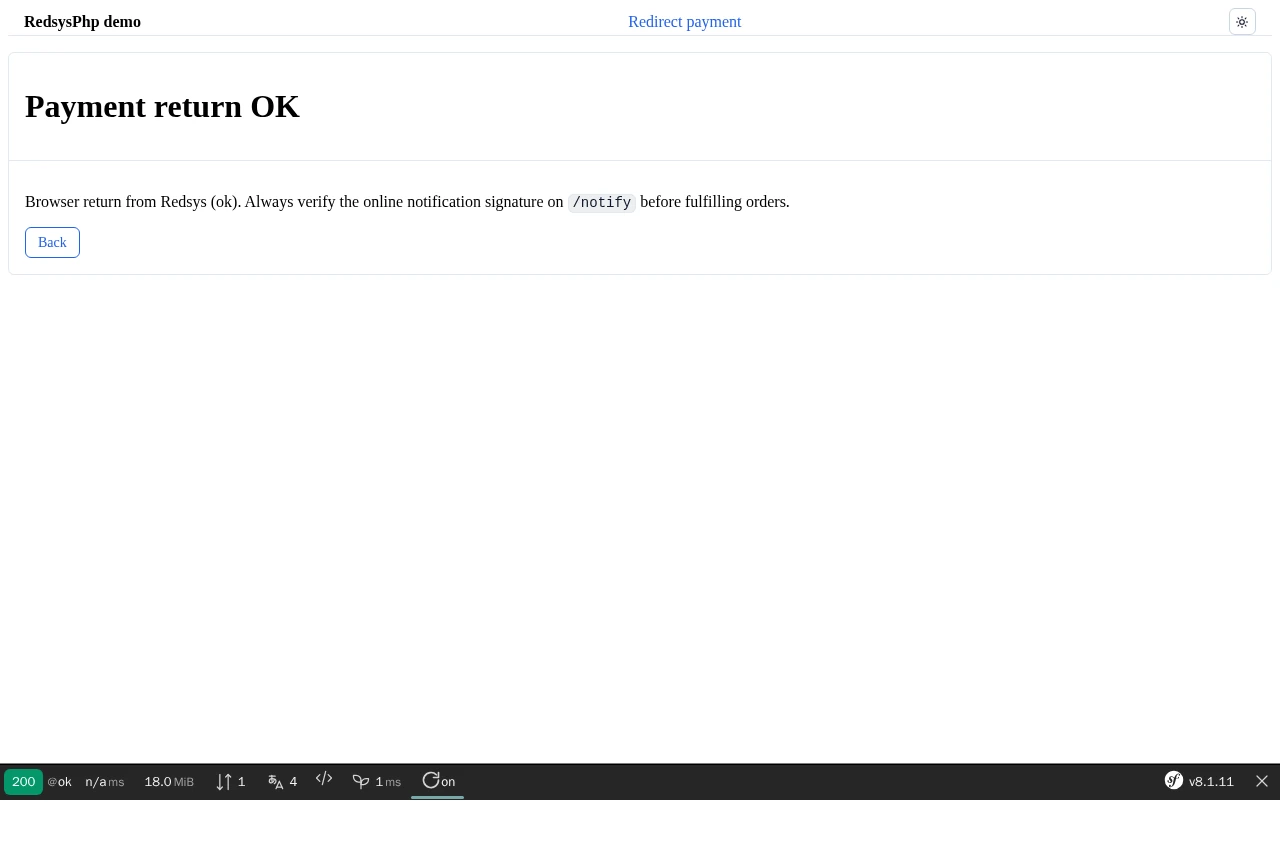 RedsysPhp demo Redirect payment
Payment return OK
Browser return from Redsys (ok). Always verify the online notification signature on /notify before fulfilling orders.
Back
200 @ok n/a ms 18.0 MiB 1 4 </> 1 ms on sf v8.1.11